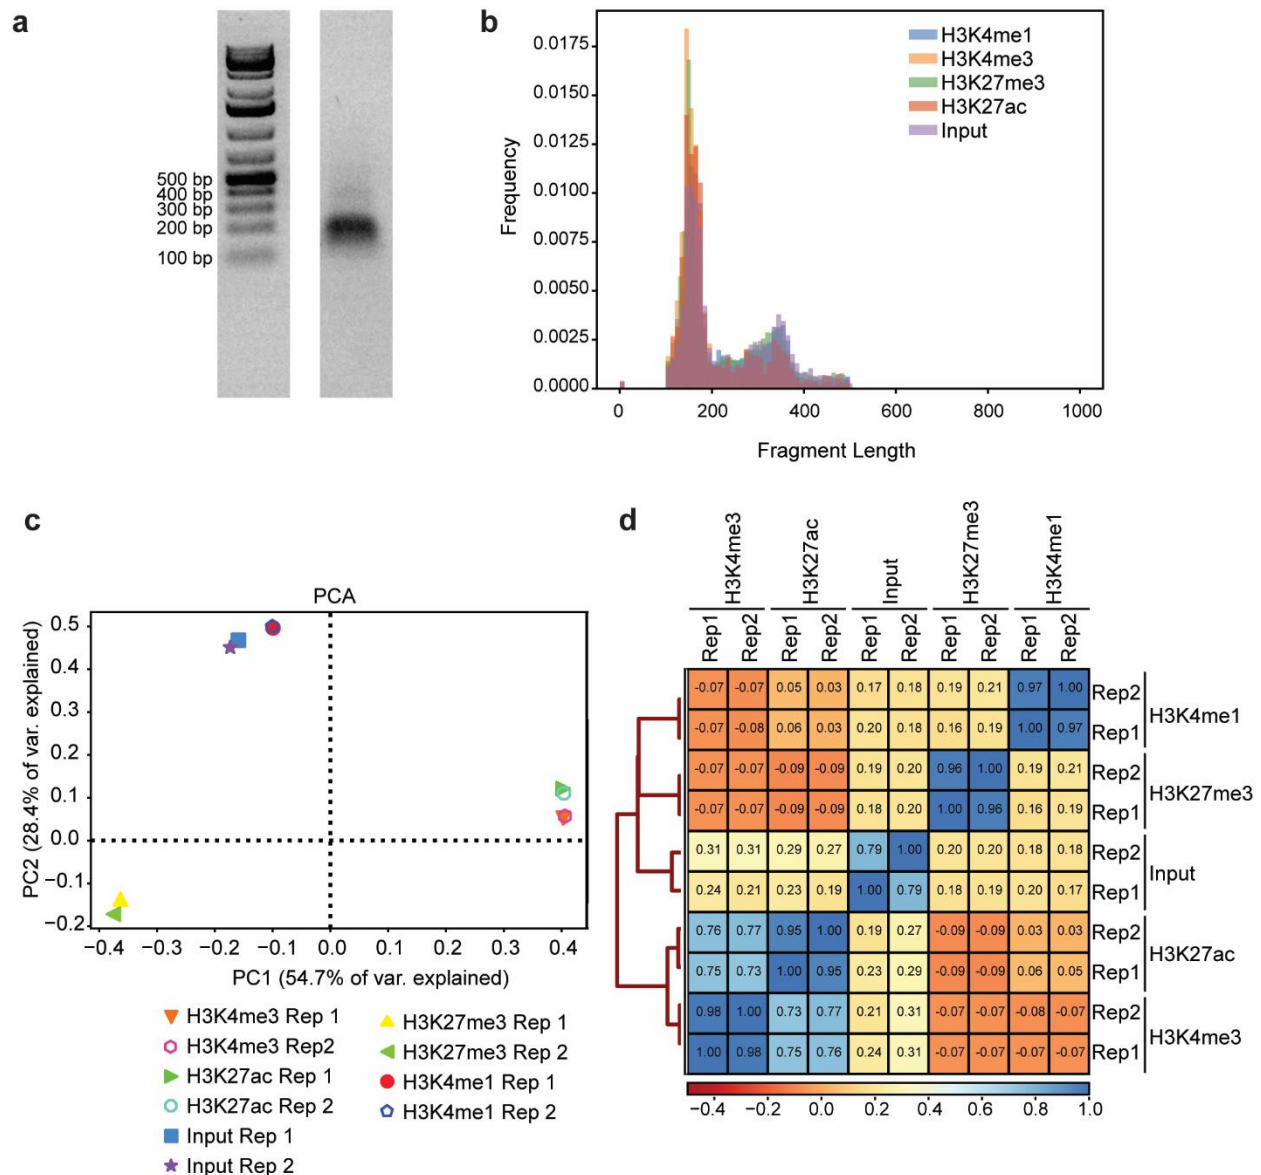 a
500 bp
400 bp
300 bp
200 bp
100 bp
b
H3K4me1
H3K4me3
H3K27me3
H3K27ac
Input
Frequency
0.0175
0.0150
0.0125
0.0100
0.0075
0.0050
0.0025
0.0000
0 200 400 600 800 1000
Fragment Length
c
PCA
PC2 (28.4% of var. explained)
0.5
0.4
0.3
0.2
0.1
0.0
−0.1
−0.2
−0.4 −0.3 −0.2 −0.1 0.0 0.1 0.2 0.3 0.4
PC1 (54.7% of var. explained)
H3K4me3 Rep 1
H3K4me3 Rep2
H3K27ac Rep 1
H3K27ac Rep 2
Input Rep 1
Input Rep 2
H3K27me3 Rep 1
H3K27me3 Rep 2
H3K4me1 Rep 1
H3K4me1 Rep 2
d
H3K4me3 H3K27ac Input H3K27me3 H3K4me1
Rep1 Rep2 Rep1 Rep2 Rep1 Rep2 Rep1 Rep2 Rep1 Rep2
-0.07 -0.07 0.05 0.03 0.17 0.18 0.19 0.21 0.97 1.00 Rep2
H3K4me1
-0.07 -0.08 0.06 0.03 0.20 0.18 0.16 0.19 1.00 0.97 Rep1
-0.07 -0.07 -0.09 -0.09 0.19 0.20 0.96 1.00 0.19 0.21 Rep2
H3K27me3
-0.07 -0.07 -0.09 -0.09 0.18 0.20 1.00 0.96 0.16 0.19 Rep1
0.31 0.31 0.29 0.27 0.79 1.00 0.20 0.20 0.18 0.18 Rep2
Input
0.24 0.21 0.23 0.19 1.00 0.79 0.18 0.19 0.20 0.17 Rep1
0.76 0.77 0.95 1.00 0.19 0.27 -0.09 -0.09 0.03 0.03 Rep2
H3K27ac
0.75 0.73 1.00 0.95 0.23 0.29 -0.09 -0.09 0.06 0.05 Rep1
0.98 1.00 0.73 0.77 0.21 0.31 -0.07 -0.07 -0.08 -0.07 Rep2
H3K4me3
1.00 0.98 0.75 0.76 0.24 0.31 -0.07 -0.07 -0.07 -0.07 Rep1
−0.4 −0.2 0.0 0.2 0.4 0.6 0.8 1.0